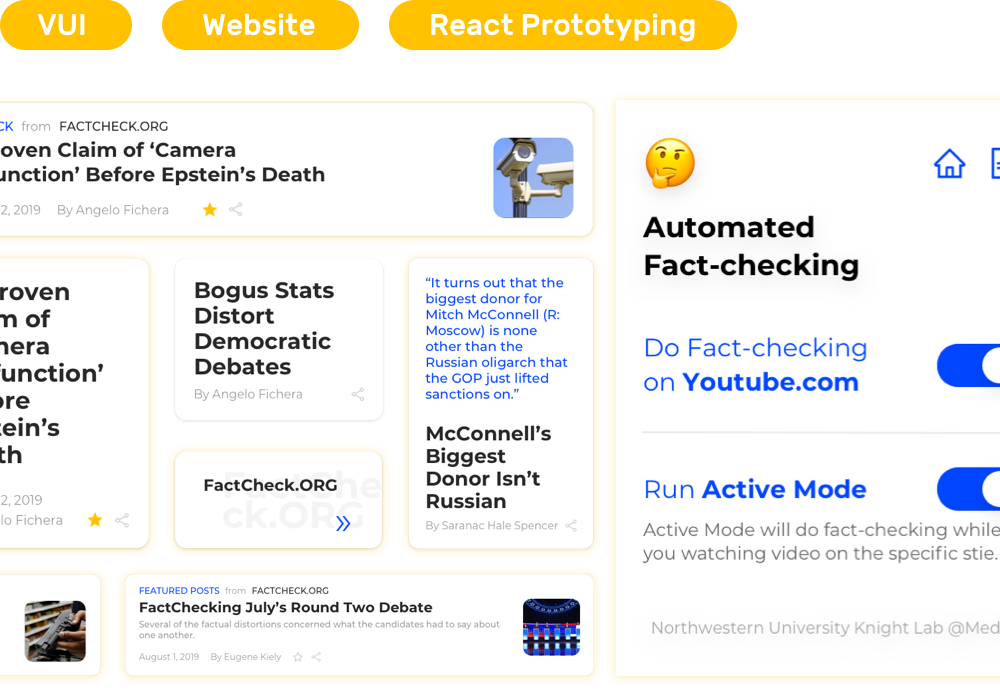 VUI
Website
React Prototyping
CK from FACTCHECK.ORG
oven Claim of ‘Camera
unction’ Before Epstein’s Death
2, 2019 By Angelo Fichera
roven
m of
nera
function’
ore
tein’s
th
2, 2019
lo Fichera
Bogus Stats
Distort
Democratic
Debates
By Angelo Fichera
FactChe
ck.ORG
FactCheck.ORG
“It turns out that the
biggest donor for
Mitch McConnell (R:
Moscow) is none
other than the
Russian oligarch that
the GOP just lifted
sanctions on.”
McConnell’s
Biggest
Donor Isn’t
Russian
By Saranac Hale Spencer
FEATURED POSTS from FACTCHECK.ORG
FactChecking July’s Round Two Debate
Several of the factual distortions concerned what the candidates had to say about
one another.
August 1, 2019 By Eugene Kiely
Automated
Fact-checking
Do Fact-checking
on Youtube.com
Run Active Mode
Active Mode will do fact-checking while
you watching video on the specific stie.
Northwestern University Knight Lab @Med